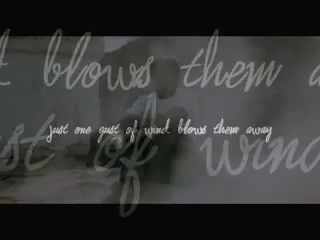 t blows them a
just one gust of wind blows them away
st of wind